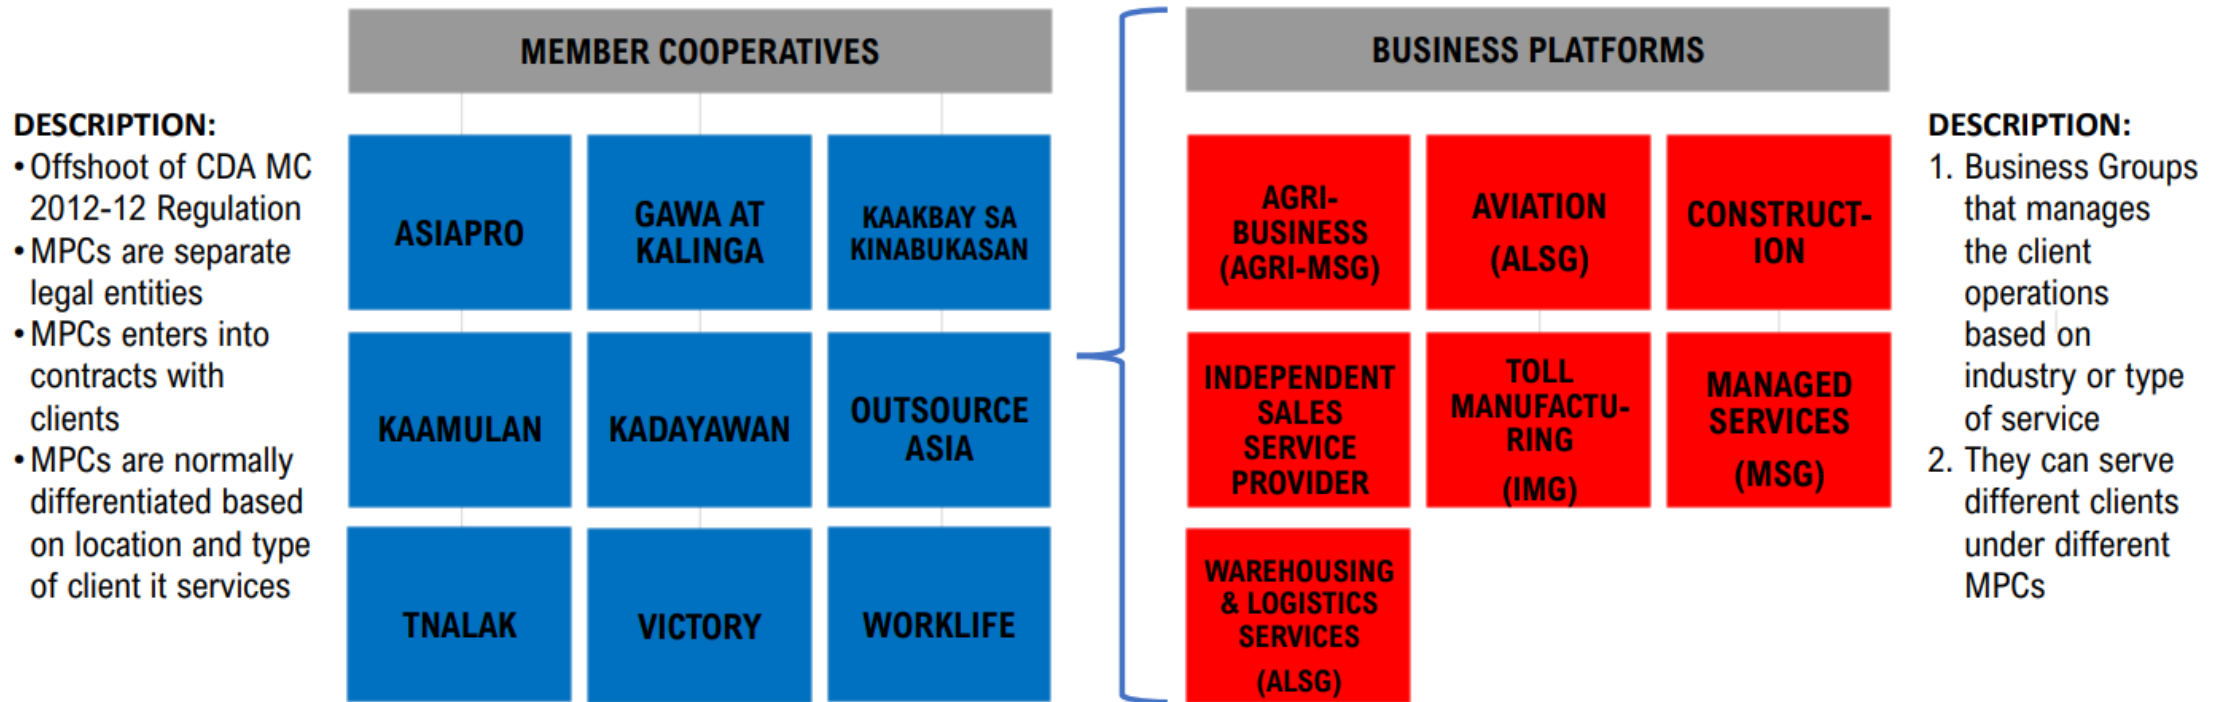 MEMBER COOPERATIVES
BUSINESS PLATFORMS
DESCRIPTION:
• Offshoot of CDA MC
2012-12 Regulation
• MPCs are separate
legal entities
• MPCs enters into
contracts with
clients
• MPCs are normally
differentiated based
on location and type
of client it services
ASIAPRO
GAWA AT
KALINGA
KAAKBAY SA
KINABUKASAN
KAAMULAN
KADAYAWAN
OUTSOURCE
ASIA
TNALAK
VICTORY
WORKLIFE
AGRI-
BUSINESS
(AGRI-MSG)
AVIATION
(ALSG)
CONSTRUCT-
ION
INDEPENDENT
SALES
SERVICE
PROVIDER
TOLL
MANUFACTU-
RING
(IMG)
MANAGED
SERVICES
(MSG)
WAREHOUSING
& LOGISTICS
SERVICES
(ALSG)
DESCRIPTION:
1. Business Groups
that manages
the client
operations
based on
industry or type
of service
2. They can serve
different clients
under different
MPCs